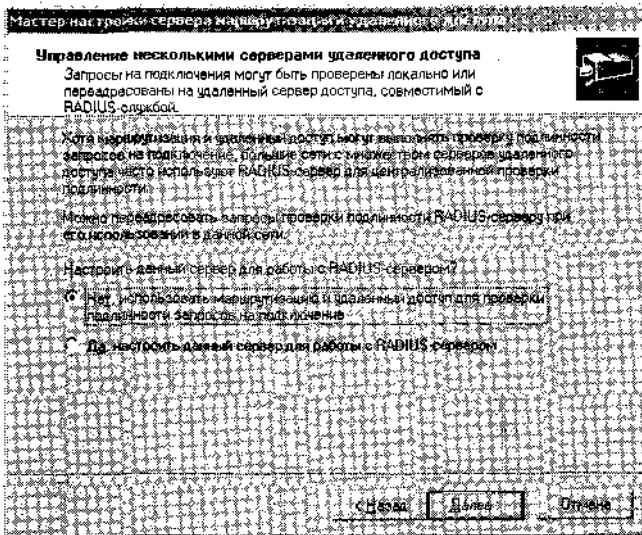 Мастер настройки сервера маршрутизации и удаленного доступа
Управление несколькими серверами удаленного доступа
Запросы на подключения могут быть проверены локально или
переадресованы на удаленный сервер доступа, совместимый с
RADIUS-службой.
Хотя маршрутизация и удаленный доступ могут выполнять проверку подлинности
запросов на подключение, большие сети с множеством серверов удаленного
доступа часто используют RADIUS-сервер для централизованной проверки
подлинности.
Можно переадресовать запросы проверки подлинности RADIUS-серверу при
его использовании в данной сети.
Настроить данный сервер для работы с RADIUS-сервером?
Нет, использовать маршрутизацию и удаленный доступ для проверки
подлинности запросов на подключение
Да, настроить данный сервер для работы с RADIUS-сервером
< Назад
Далее >
Отмена